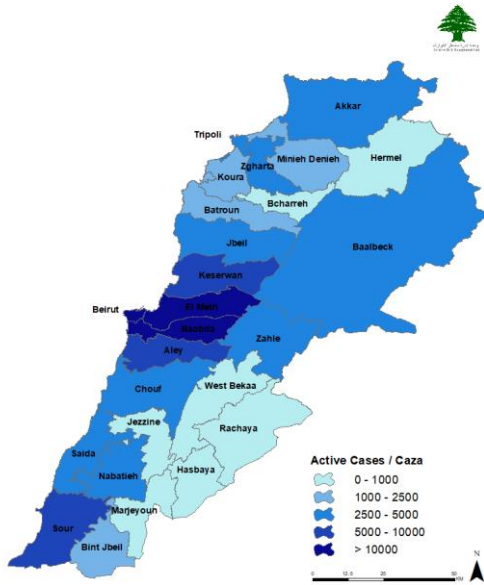 Akkar
Tripoli
Hermel
Zgharta
Minieh Denieh
Koura
Bcharreh
Batroun
Jbeil
Baalbeck
Keserwan
El Metn
Beirut
Baabda
Aley
Zahle
Chouf
West Bekaa
Jezzine
Rachaya
Saida
Hasbaya
Nabatieh
Marjeyoun
Sour
Bint Jbeil
Active Cases / Caza
0 - 1000
1000 - 2500
2500 - 5000
5000 - 10000
> 10000
N